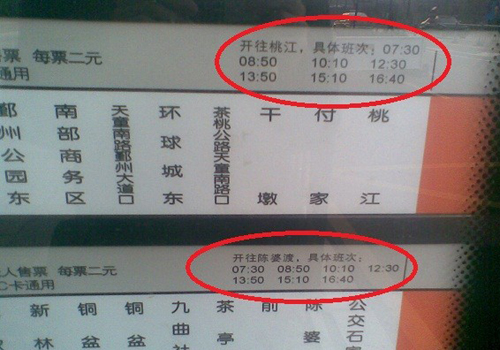 售票 每票二元
通用
开往桃江，具体班次：07:30
08:50 10:10 12:30
13:50 15:10 16:40
鄞州公园东
南部商务区
天童南路鄞州大道口
环球城东
茶桃公路天童南路口
干墩
付家
桃江
人售票 每票二元
C卡通用
开往陈婆渡，具体班次：
07:30 08:50 10:10 12:30
13:50 15:10 16:40
新林
铜盆
铜盆
九曲社
茶亭
前
陈婆
公交石家